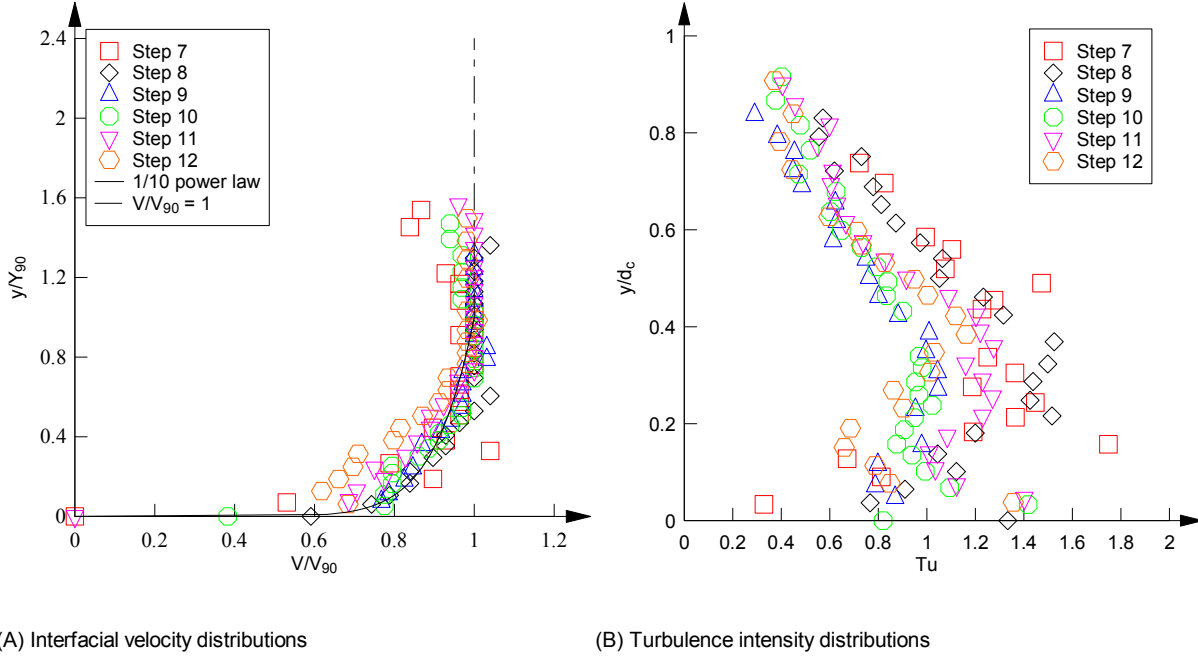 2.4
2
1.6
1.2
0.8
0.4
0
y/Y90
0 0.2 0.4 0.6 0.8 1 1.2
V/V90
Step 7
Step 8
Step 9
Step 10
Step 11
Step 12
1/10 power law
V/V90 = 1
1
0.8
0.6
0.4
0.2
0
y/dc
0 0.2 0.4 0.6 0.8 1 1.2 1.4 1.6 1.8 2
Tu
Step 7
Step 8
Step 9
Step 10
Step 11
Step 12
(A) Interfacial velocity distributions
(B) Turbulence intensity distributions